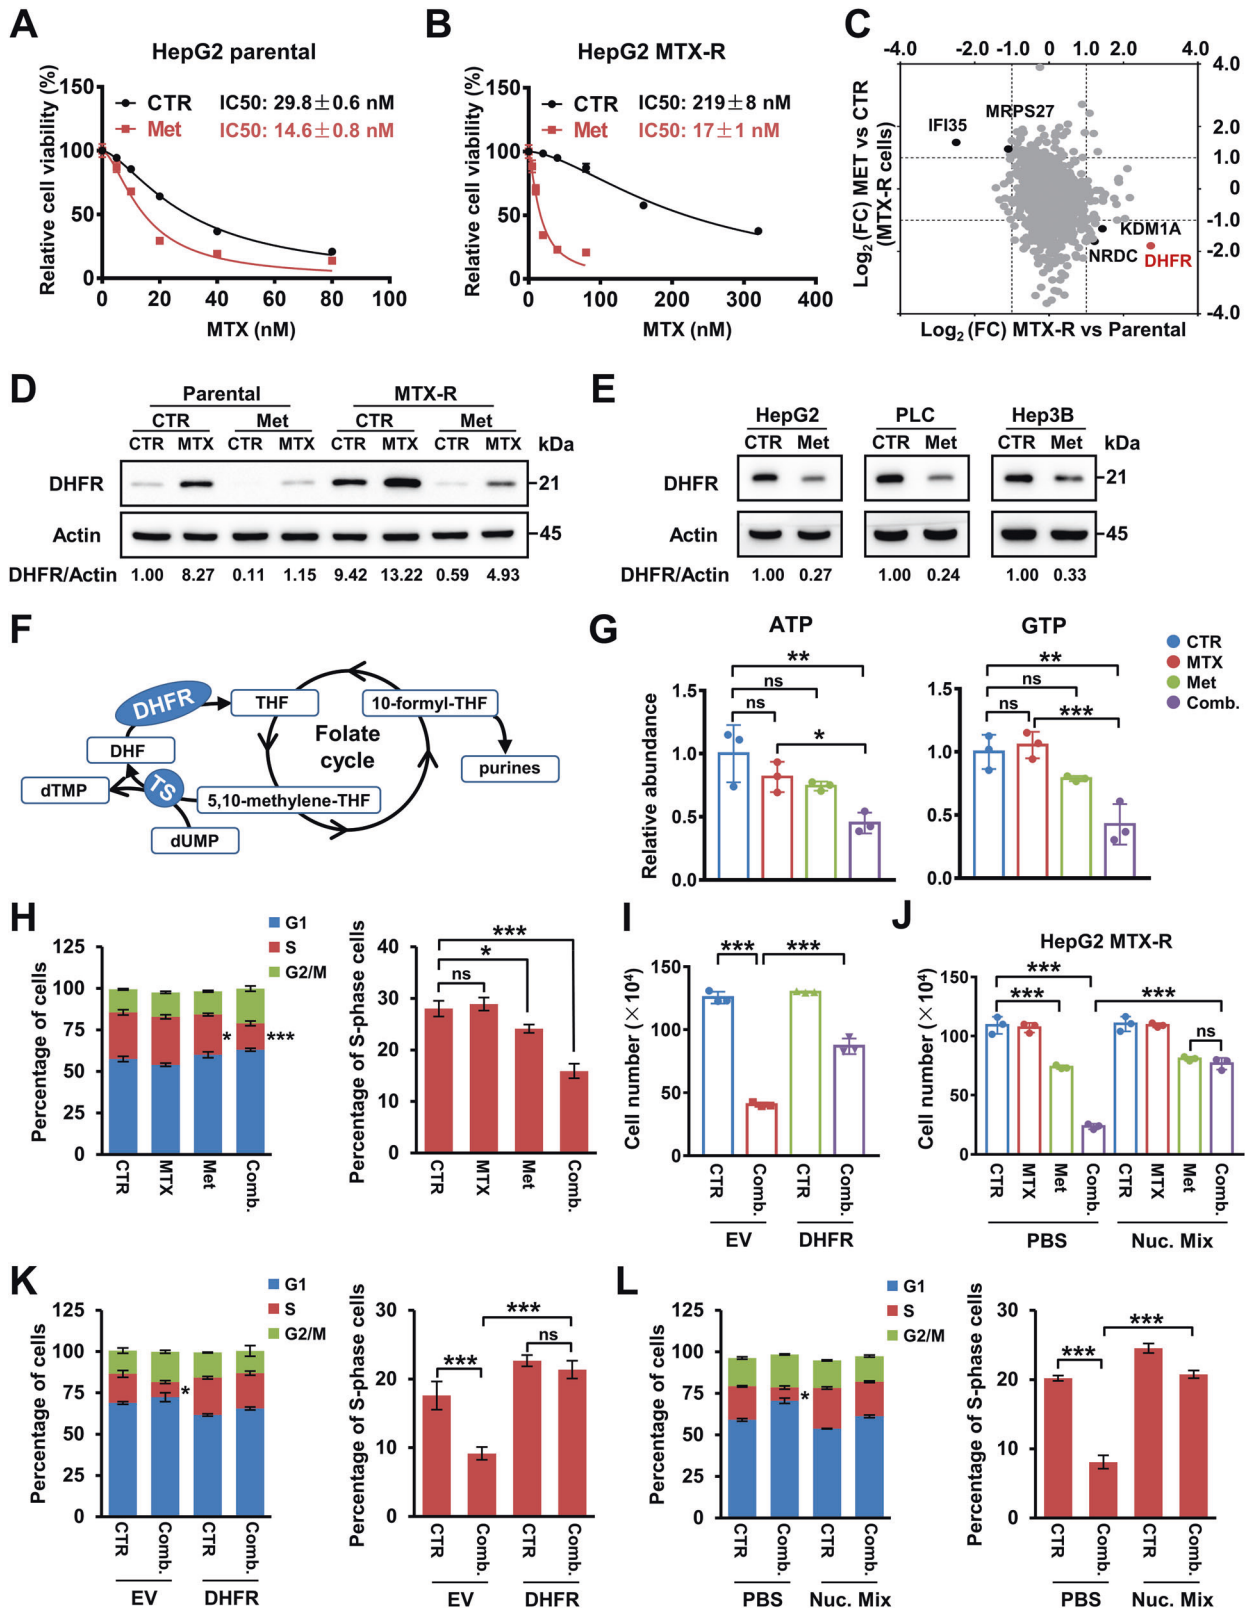 A
HepG2 parental
Relative cell viability (%)
150
100
50
0
CTR IC50: 29.8±0.6 nM
Met IC50: 14.6±0.8 nM
0 20 40 60 80 100
MTX (nM)
B
HepG2 MTX-R
Relative cell viability (%)
150
100
50
0
CTR IC50: 219±8 nM
Met IC50: 17±1 nM
0 100 200 300 400
MTX (nM)
C
-4.0 -2.0 -1.0 0 1.0 2.0 4.0
4.0
2.0
1.0
0
-1.0
-2.0
-4.0
Log2 (FC) MET vs CTR
(MTX-R cells)
IFI35
MRPS27
KDM1A
NRDC
DHFR
Log2 (FC) MTX-R vs Parental
D
Parental MTX-R
CTR Met CTR Met
CTR MTX CTR MTX CTR MTX CTR MTX kDa
DHFR 21
Actin 45
DHFR/Actin 1.00 8.27 0.11 1.15 9.42 13.22 0.59 4.93
E
HepG2 PLC Hep3B
CTR Met CTR Met CTR Met kDa
DHFR 21
Actin 45
DHFR/Actin 1.00 0.27 1.00 0.24 1.00 0.33
F
DHFR
THF
10-formyl-THF
Folate
cycle
DHF
purines
dTMP
TS
5,10-methylene-THF
dUMP
G
ATP
Relative abundance
1.5
1.0
0.5
0.0
**
ns
ns
*
GTP
1.5
1.0
0.5
0.0
**
ns
ns
***
CTR
MTX
Met
Comb.
H
G1
S
G2/M
Percentage of cells
125
100
75
50
25
0
*
***
CTR MTX Met Comb.
Percentage of S-phase cells
40
30
20
10
0
***
*
ns
CTR MTX Met Comb.
I
Cell number (×10⁴)
150
100
50
0
*** ***
CTR Comb. CTR Comb.
EV DHFR
J
HepG2 MTX-R
Cell number (×10⁴)
150
100
50
0
***
***
***
ns
CTR MTX Met Comb. CTR MTX Met Comb.
PBS Nuc. Mix
K
G1
S
G2/M
Percentage of cells
125
100
75
50
25
0
*
CTR Comb. CTR Comb.
EV DHFR
Percentage of S-phase cells
30
20
10
0
***
***
ns
CTR Comb. CTR Comb.
EV DHFR
L
G1
S
G2/M
Percentage of cells
125
100
75
50
25
0
*
CTR Comb. CTR Comb.
PBS Nuc. Mix
Percentage of S-phase cells
30
20
10
0
***
***
CTR Comb. CTR Comb.
PBS Nuc. Mix